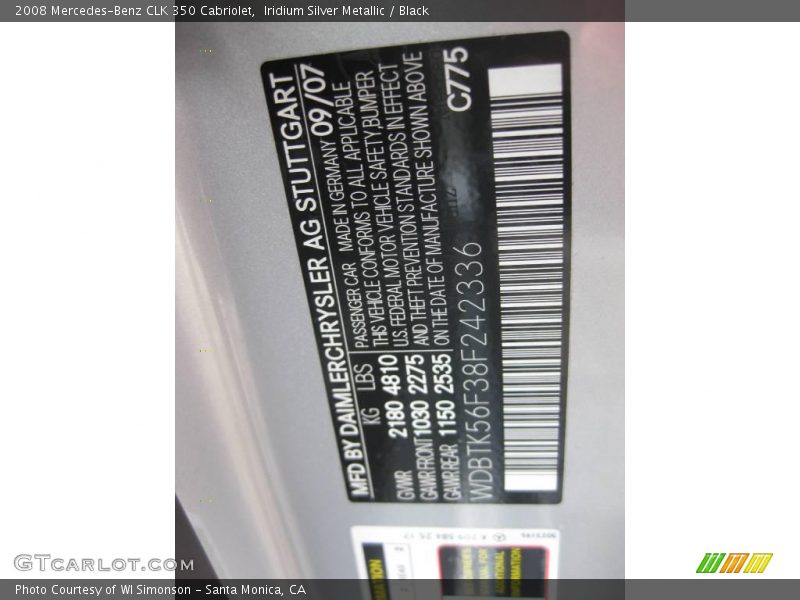 2008 Mercedes-Benz CLK 350 Cabriolet, Iridium Silver Metallic / Black
MFD BY DAIMLERCHRYSLER AG STUTTGART
KG LBS PASSENGER CAR MADE IN GERMANY 09/07
GVWR 2180 4810
GAWR FRONT 1030 2275
GAWR REAR 1150 2535
THIS VEHICLE CONFORMS TO ALL APPLICABLE
U.S. FEDERAL MOTOR VEHICLE SAFETY, BUMPER
AND THEFT PREVENTION STANDARDS IN EFFECT
ON THE DATE OF MANUFACTURE SHOWN ABOVE
WDBTK56F38F242336 C775
GTCARLOT.COM
Photo Courtesy of WI Simonson - Santa Monica, CA